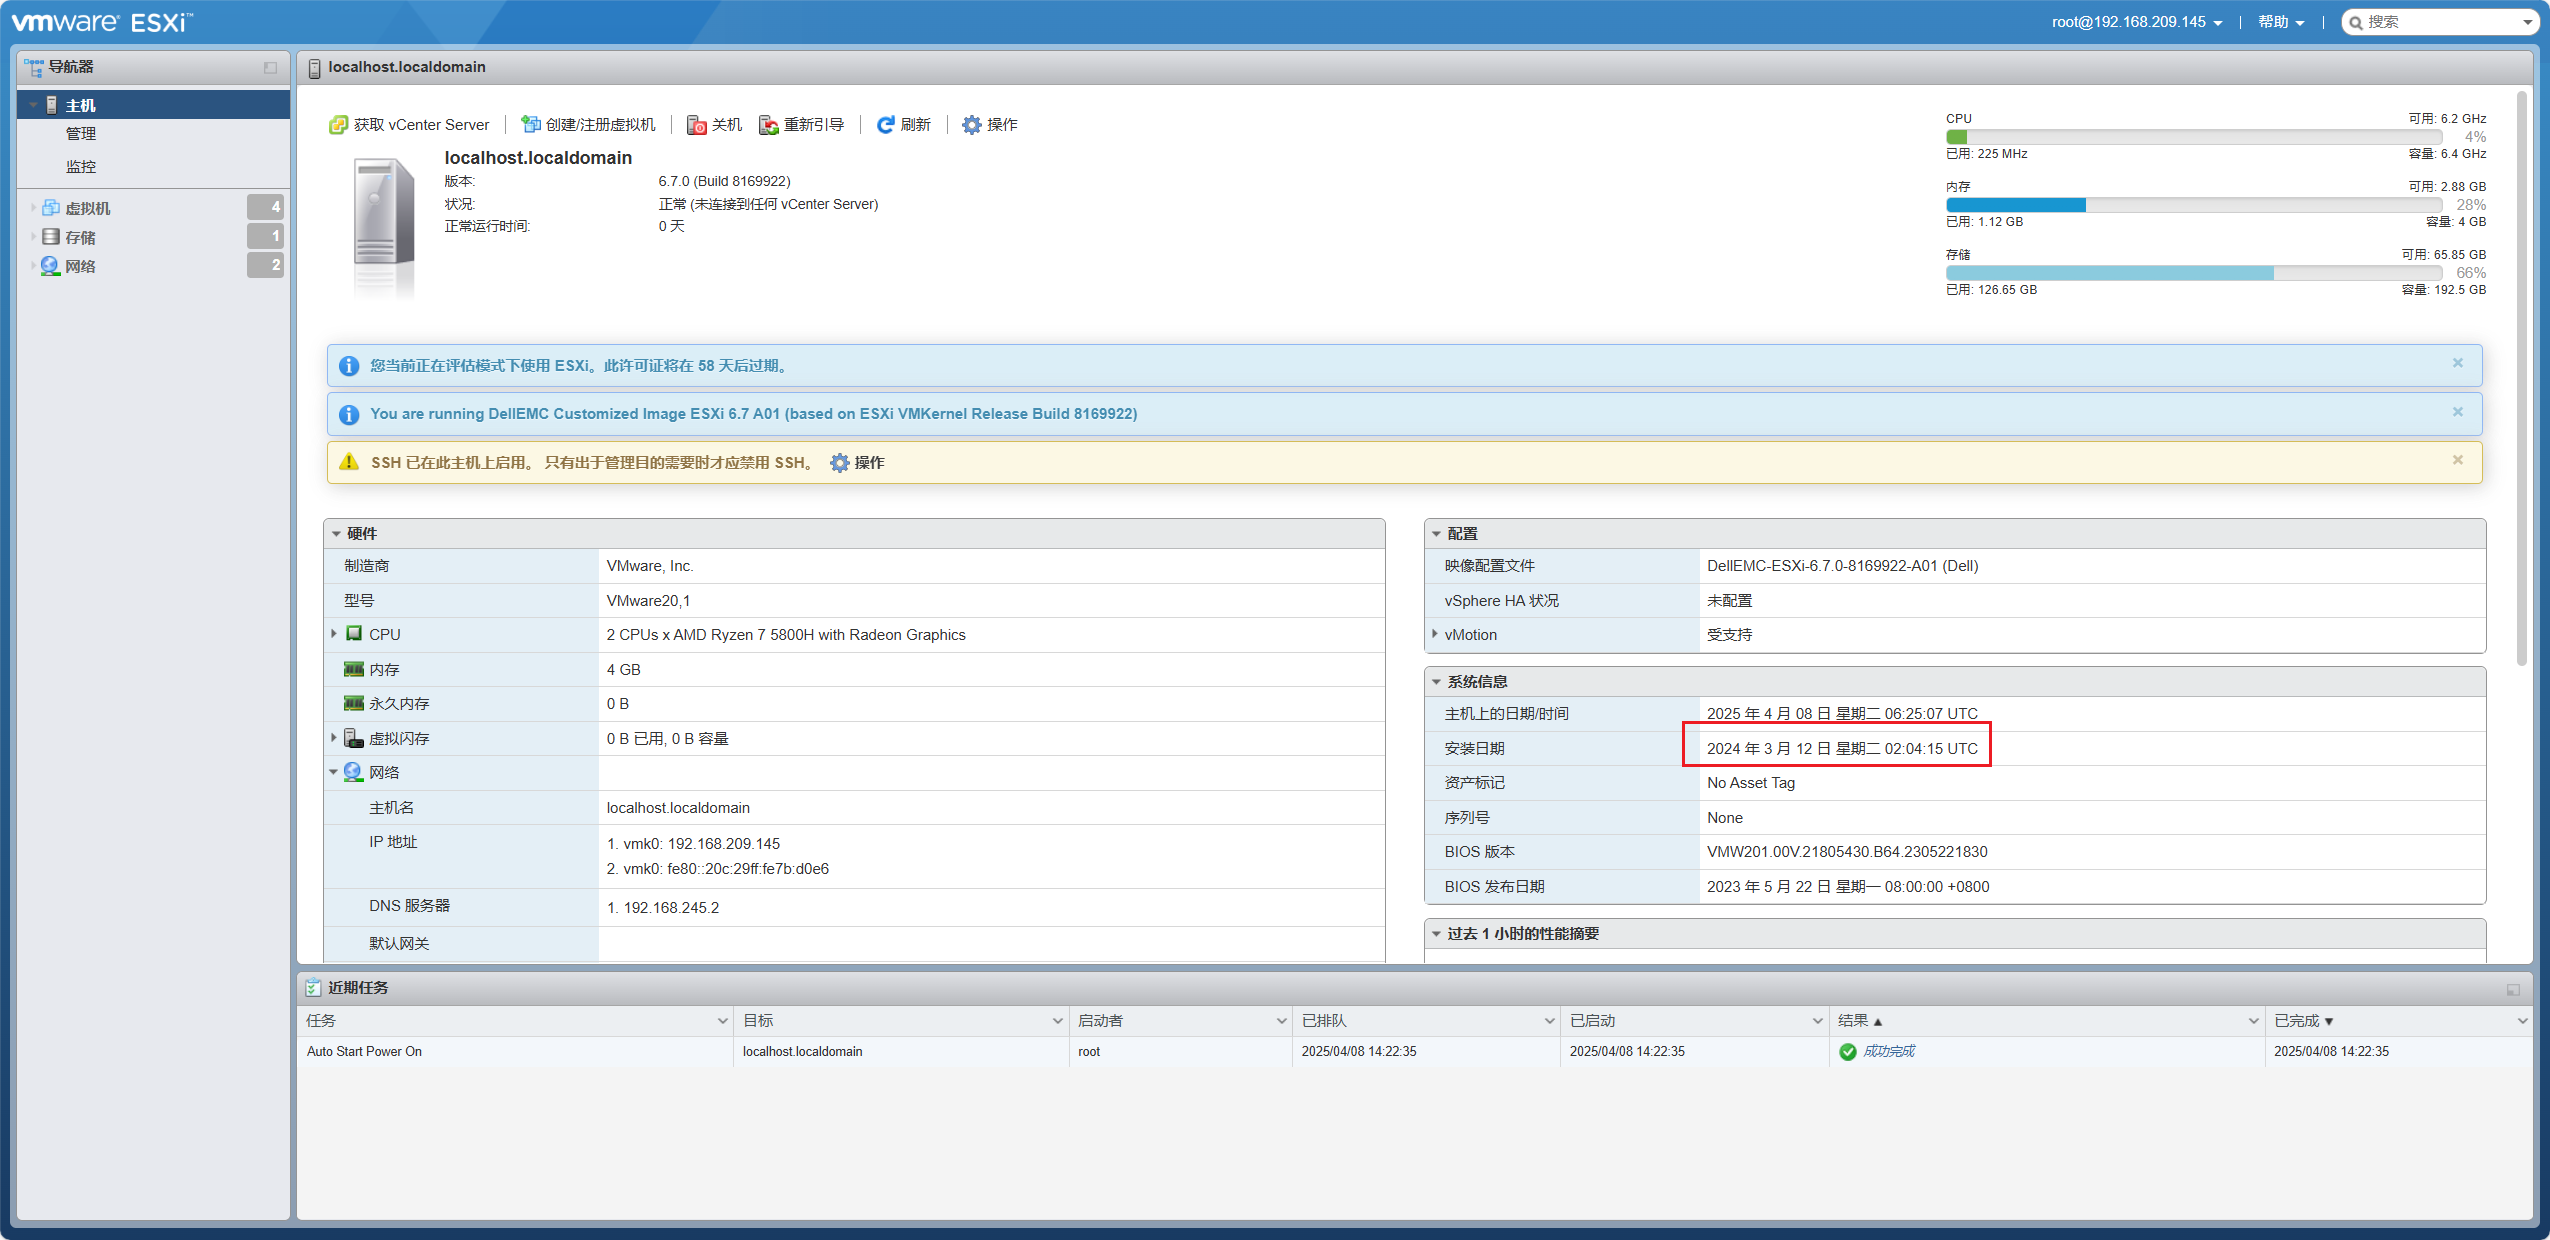 vmware ESXi™
root@192.168.209.145
帮助
搜索
导航器
主机
管理
监控
虚拟机 4
存储 1
网络 2
localhost.localdomain
获取 vCenter Server
创建/注册虚拟机
关机
重新引导
刷新
操作
localhost.localdomain
版本: 6.7.0 (Build 8169922)
状况: 正常 (未连接到任何 vCenter Server)
正常运行时间: 0 天
CPU 可用: 6.2 GHz
4%
已用: 225 MHz 容量: 6.4 GHz
内存 可用: 2.88 GB
28%
已用: 1.12 GB 容量: 4 GB
存储 可用: 65.85 GB
66%
已用: 126.65 GB 容量: 192.5 GB
您当前正在评估模式下使用 ESXi。此许可证将在 58 天后过期。
You are running DellEMC Customized Image ESXi 6.7 A01 (based on ESXi VMKernel Release Build 8169922)
SSH 已在此主机上启用。 只有出于管理目的需要时才应禁用 SSH。 操作
硬件
制造商 VMware, Inc.
型号 VMware20,1
CPU 2 CPUs x AMD Ryzen 7 5800H with Radeon Graphics
内存 4 GB
永久内存 0 B
虚拟闪存 0 B 已用, 0 B 容量
网络
主机名 localhost.localdomain
IP 地址 1. vmk0: 192.168.209.145
2. vmk0: fe80::20c:29ff:fe7b:d0e6
DNS 服务器 1. 192.168.245.2
默认网关
配置
映像配置文件 DellEMC-ESXi-6.7.0-8169922-A01 (Dell)
vSphere HA 状况 未配置
vMotion 受支持
系统信息
主机上的日期/时间 2025 年 4 月 08 日 星期二 06:25:07 UTC
安装日期 2024 年 3 月 12 日 星期二 02:04:15 UTC
资产标记 No Asset Tag
序列号 None
BIOS 版本 VMW201.00V.21805430.B64.2305221830
BIOS 发布日期 2023 年 5 月 22 日 星期一 08:00:00 +0800
过去 1 小时的性能摘要
近期任务
任务 目标 启动者 已排队 已启动 结果▲ 已完成▼
Auto Start Power On localhost.localdomain root 2025/04/08 14:22:35 2025/04/08 14:22:35 成功完成 2025/04/08 14:22:35